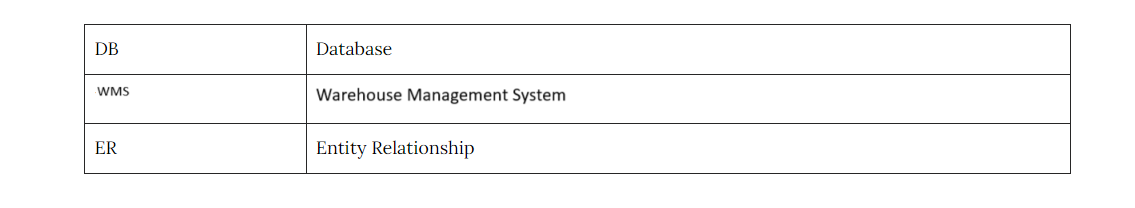 DB Database
WMS Warehouse Management System
ER Entity Relationship